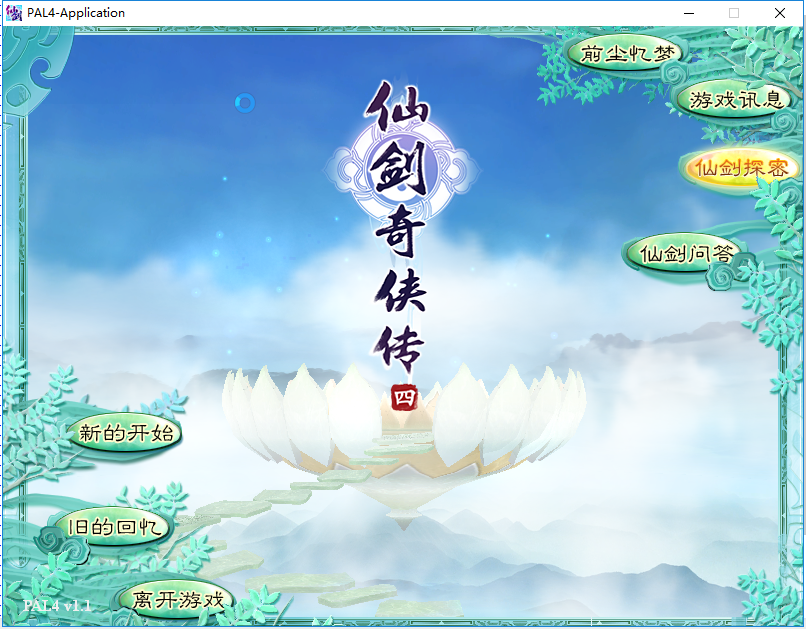 PAL4-Application
前尘忆梦
游戏讯息
仙剑探密
仙剑问答
仙剑奇侠传
四
新的开始
旧的回忆
离开游戏
PAL4 v1.1